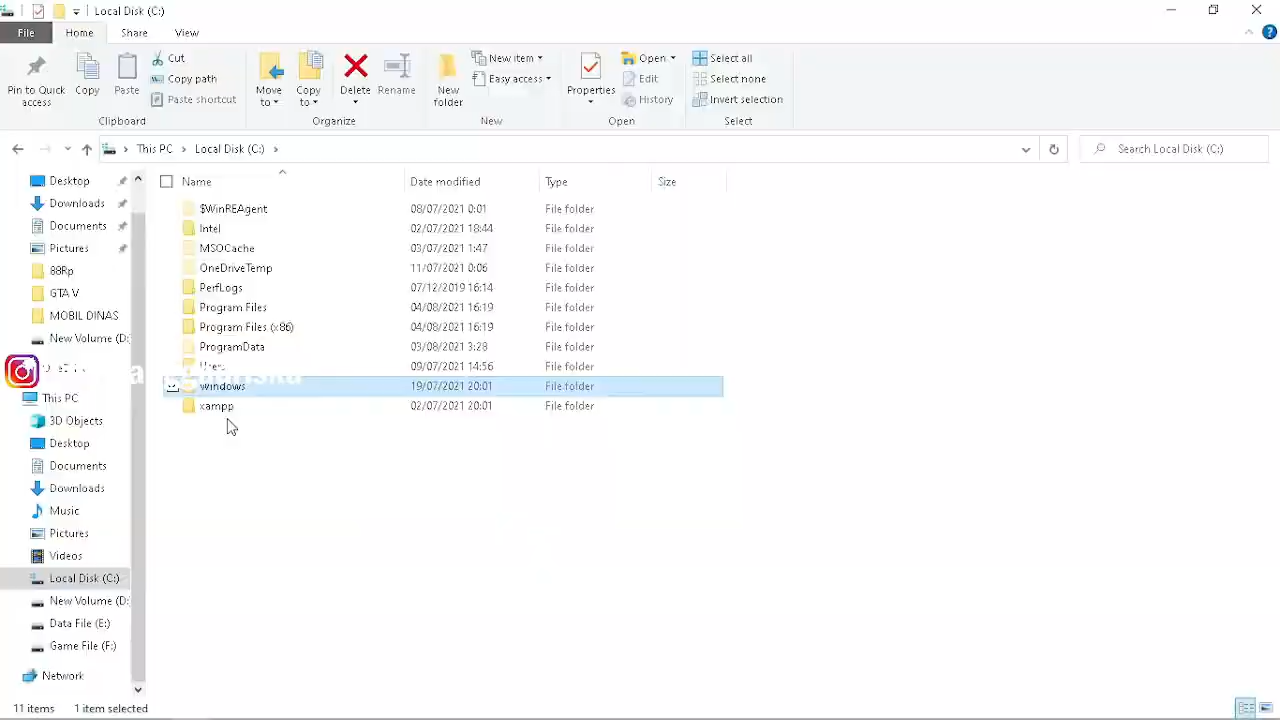 Local Disk (C:)
File Home Share View
Pin to Quick access
Copy
Paste
Cut
Copy path
Paste shortcut
Clipboard
Move to
Copy to
Delete
Rename
Organize
New folder
New item
Easy access
New
Properties
Open
Edit
History
Open
Select all
Select none
Invert selection
Select
This PC Local Disk (C:)
Search Local Disk (C:)
Desktop
Downloads
Documents
Pictures
88Rp
GTA V
MOBIL DINAS
New Volume (D:
This PC
3D Objects
Desktop
Documents
Downloads
Music
Pictures
Videos
Local Disk (C:)
New Volume (D:
Data File (E:)
Game File (F:)
Network
Name Date modified Type Size
$WinREAgent 08/07/2021 0:01 File folder
Intel 02/07/2021 18:44 File folder
MSOCache 03/07/2021 1:47 File folder
OneDriveTemp 11/07/2021 0:06 File folder
PerfLogs 07/12/2019 16:14 File folder
Program Files 04/08/2021 16:19 File folder
Program Files (x86) 04/08/2021 16:19 File folder
ProgramData 03/08/2021 3:28 File folder
09/07/2021 14:56 File folder
Windows 19/07/2021 20:01 File folder
xampp 02/07/2021 20:01 File folder
11 items 1 item selected